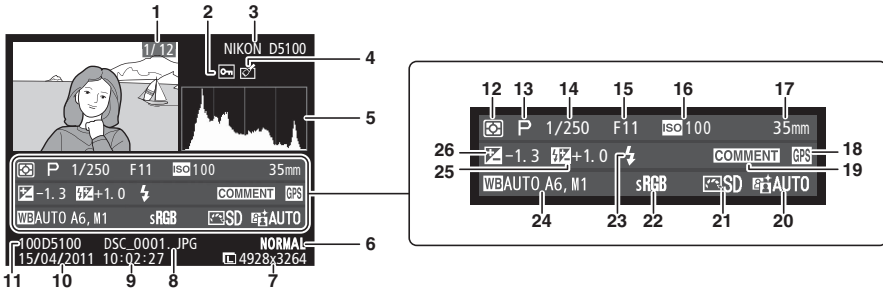 1 2 3
1/12 NIKON D5100
4
5
P 1/250 F11 ISO 100 35mm
–1.3 +1.0 COMMENT GPS
WB AUTO A6, M1 sRGB SD AUTO
100D5100 DSC_0001.JPG NORMAL 6
15/04/2011 10:02:27 L 4928x3264
11 10 9 8 7
12 13 14 15 16 17
P 1/250 F11 ISO 100 35mm
26 –1.3 +1.0 COMMENT GPS 18
25 19
WB AUTO A6, M1 sRGB SD AUTO
24 23 22 21 20